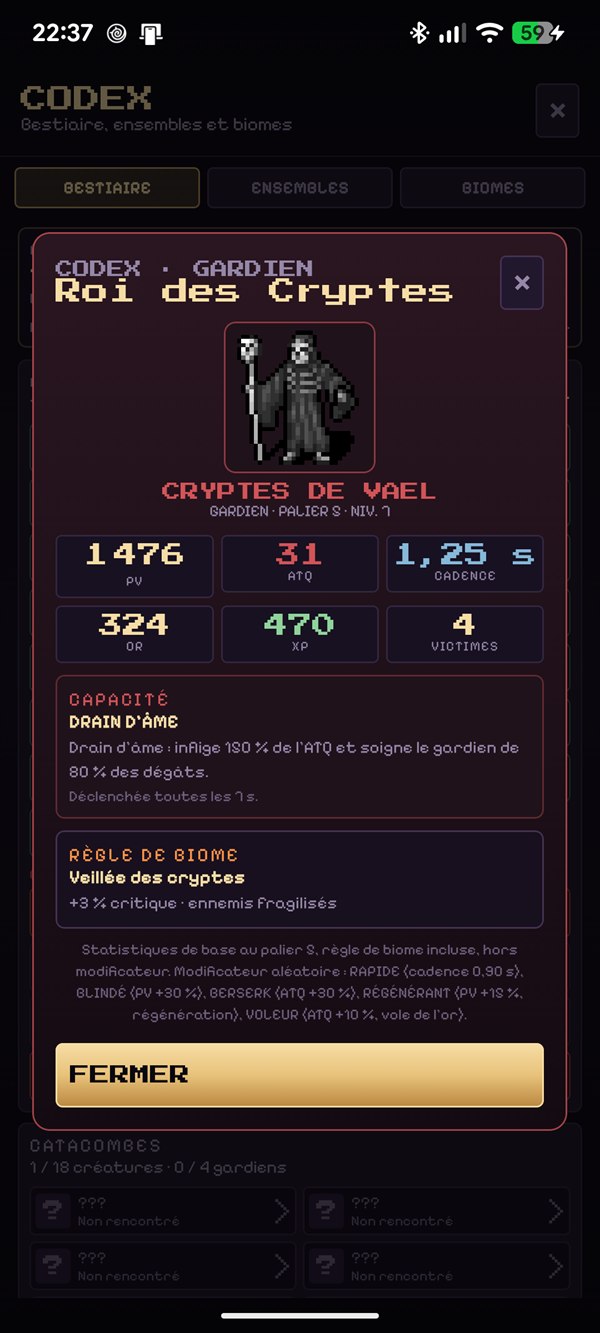 22:37
59
CODEX
Bestiaire, ensembles et biomes
×
BESTIAIRE
ENSEMBLES
BIOMES
CODEX · GARDIEN
Roi des Cryptes
×
CRYPTES DE VAEL
GARDIEN · PALIER 5 · NIV. 7
1 476
PV
31
ATQ
1,25 s
CADENCE
324
OR
470
XP
4
VICTIMES
CAPACITÉ
DRAIN D'ÂME
Drain d'âme : inflige 150 % de l'ATQ et soigne le gardien de
80 % des dégâts.
Déclenchée toutes les 7 s.
RÈGLE DE BIOME
Veillée des cryptes
+3 % critique · ennemis fragilisés
Statistiques de base au palier 5, règle de biome incluse, hors
modificateur. Modificateur aléatoire : RAPIDE (cadence 0,90 s),
BLINDÉ (PV +30 %), BERSERK (ATQ +30 %), RÉGÉNÉRANT (PV +15 %,
régénération), VOLEUR (ATQ +10 %, vole de l'or).
FERMER
CATACOMBES
1 / 18 créatures · 0 / 4 gardiens
?
???
Non rencontré
?
???
Non rencontré
?
???
Non rencontré
?
???
Non rencontré